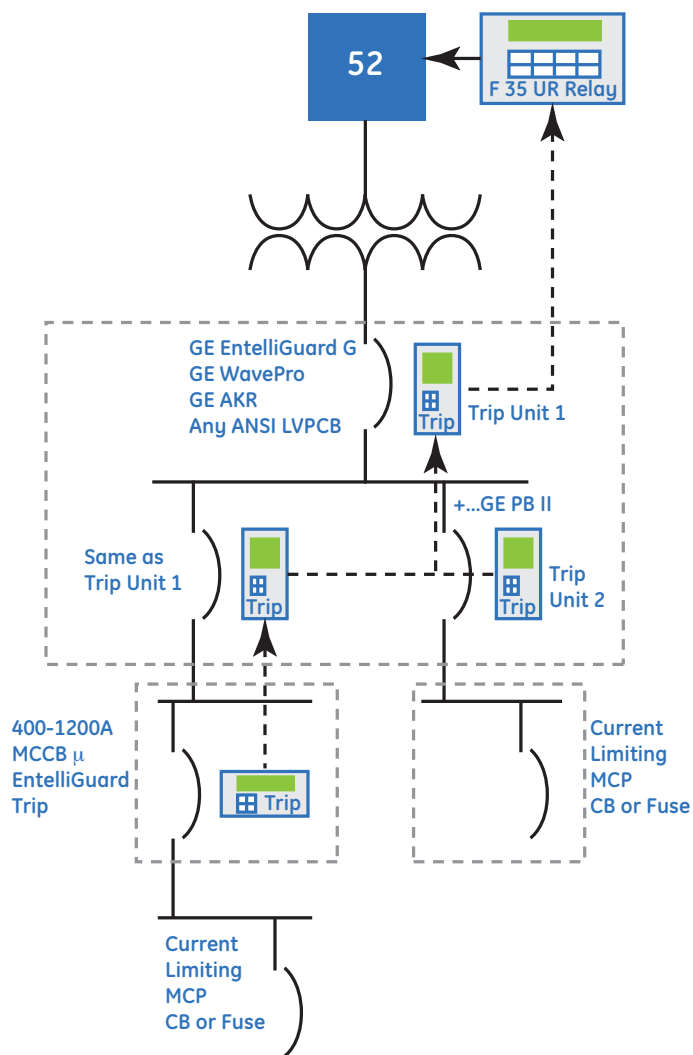 52
F 35 UR Relay
GE EntelliGuard G
GE WavePro
GE AKR
Any ANSI LVPCB
Trip
Trip Unit 1
+...GE PB II
Same as
Trip Unit 1
Trip
Trip
Trip
Unit 2
400-1200A
MCCB μ
EntelliGuard
Trip
Trip
Current
Limiting
MCP
CB or Fuse
Current
Limiting
MCP
CB or Fuse